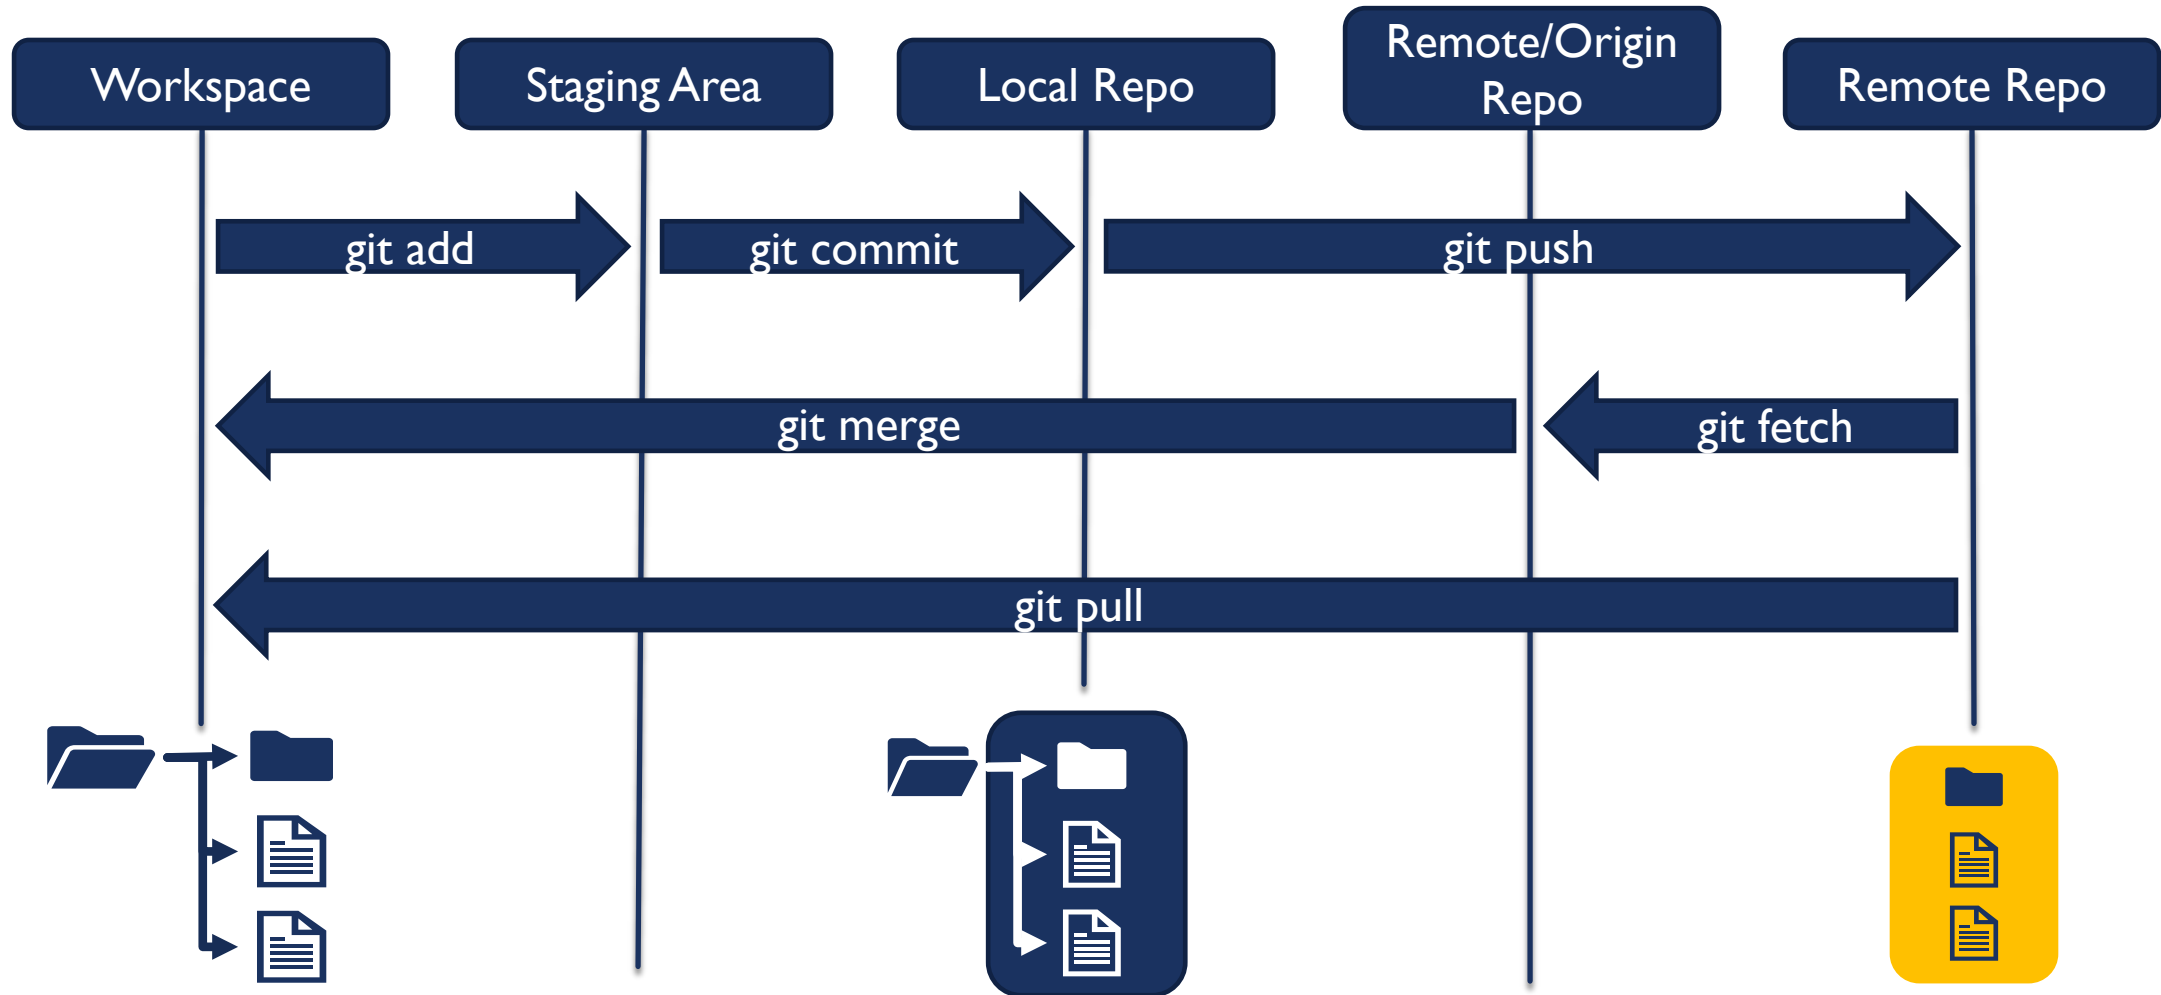 Workspace
Staging Area
Local Repo
Remote/Origin
Repo
Remote Repo
git add
git commit
git push
git merge
git fetch
git pull